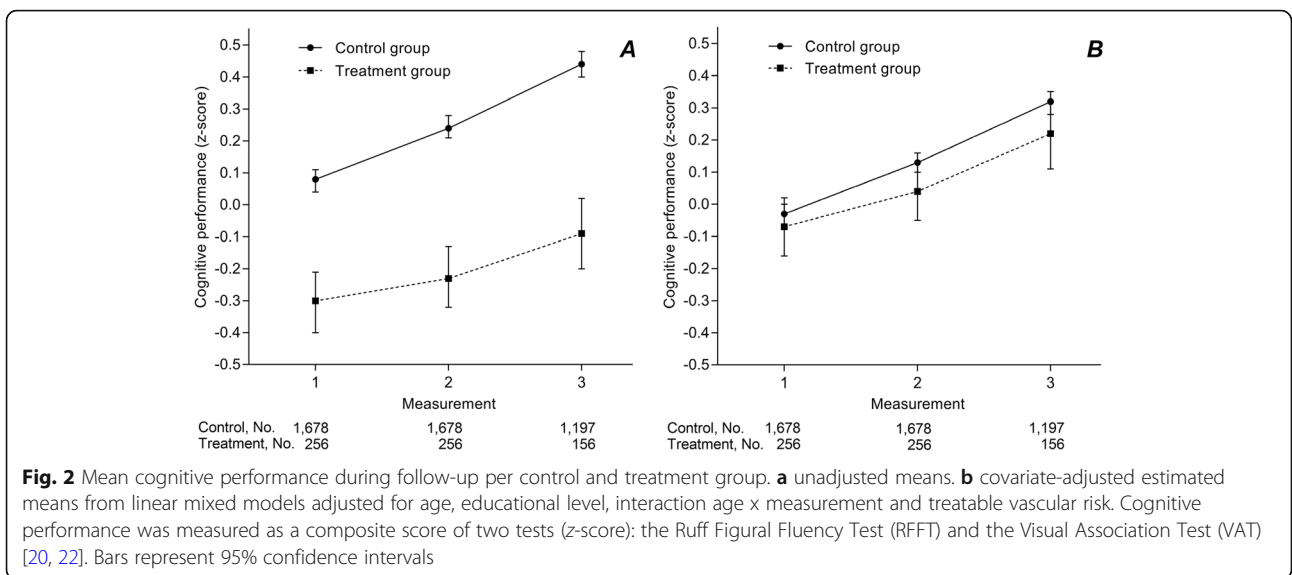 A
Control group
Treatment group
Cognitive performance (z-score)
0.5
0.4
0.3
0.2
0.1
0.0
-0.1
-0.2
-0.3
-0.4
-0.5
1 2 3
Measurement
Control, No. 1,678 1,678 1,197
Treatment, No. 256 256 156
B
Control group
Treatment group
Cognitive performance (z-score)
0.5
0.4
0.3
0.2
0.1
0.0
-0.1
-0.2
-0.3
-0.4
-0.5
1 2 3
Measurement
Control, No. 1,678 1,678 1,197
Treatment, No. 256 256 156
Fig. 2 Mean cognitive performance during follow-up per control and treatment group. a unadjusted means. b covariate-adjusted estimated
means from linear mixed models adjusted for age, educational level, interaction age x measurement and treatable vascular risk. Cognitive
performance was measured as a composite score of two tests (z-score): the Ruff Figural Fluency Test (RFFT) and the Visual Association Test (VAT)
[20, 22]. Bars represent 95% confidence intervals